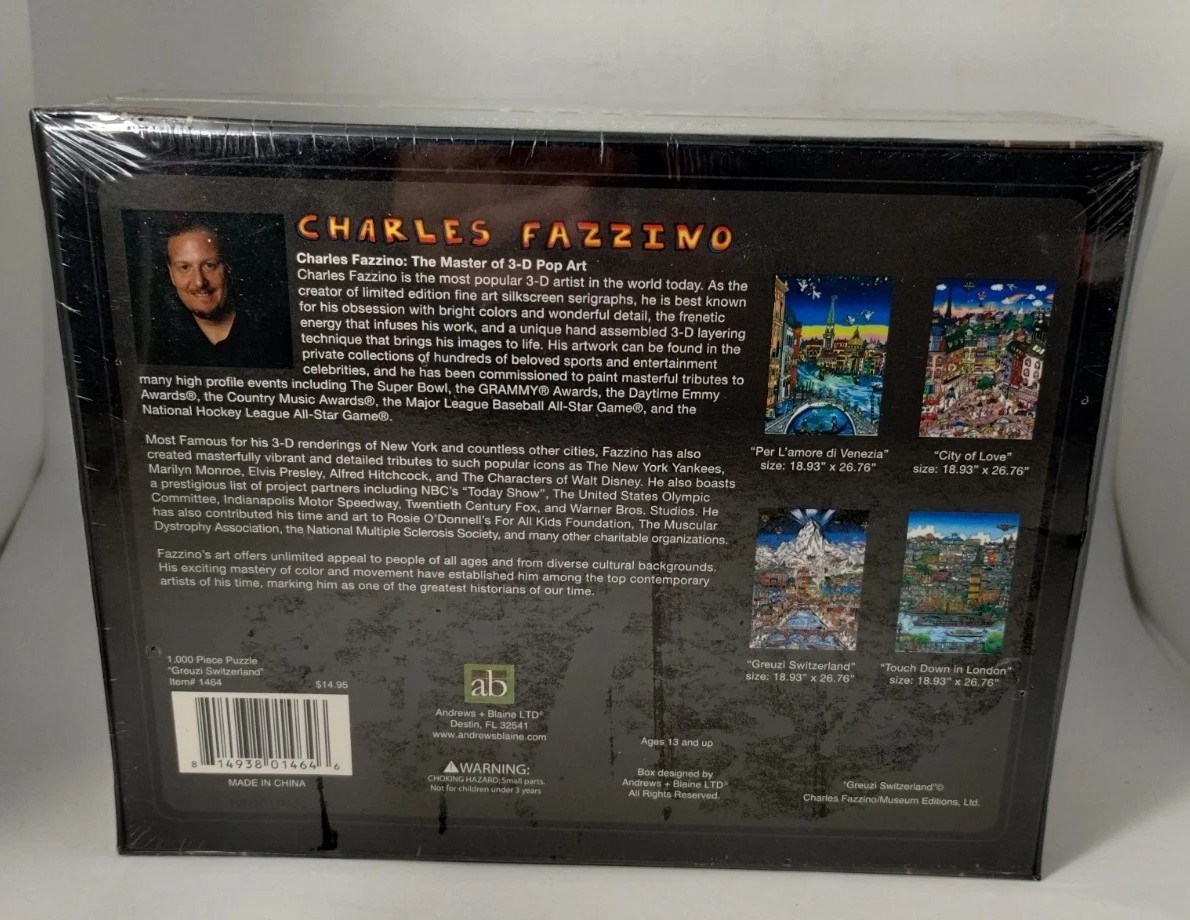 CHARLES FAZZINO
Charles Fazzino: The Master of 3-D Pop Art
Charles Fazzino is the most popular 3-D artist in the world today. As the
creator of limited edition fine art silkscreen serigraphs, he is best known
for his obsession with bright colors and wonderful detail, the frenetic
energy that infuses his work, and a unique hand assembled 3-D layering
technique that brings his images to life. His artwork can be found in the
private collections of hundreds of beloved sports and entertainment
celebrities, and he has been commissioned to paint masterful tributes to
many high profile events including The Super Bowl, the GRAMMY® Awards, the Daytime Emmy
Awards®, the Country Music Awards®, the Major League Baseball All-Star Game®, and the
National Hockey League All-Star Game®.
Most Famous for his 3-D renderings of New York and countless other cities, Fazzino has also
created masterfully vibrant and detailed tributes to such popular icons as The New York Yankees,
Marilyn Monroe, Elvis Presley, Alfred Hitchcock, and The Characters of Walt Disney. He also boasts
a prestigious list of project partners including NBC's "Today Show", The United States Olympic
Committee, Indianapolis Motor Speedway, Twentieth Century Fox, and Warner Bros. Studios. He
has also contributed his time and art to Rosie O'Donnell's For All Kids Foundation, The Muscular
Dystrophy Association, the National Multiple Sclerosis Society, and many other charitable organizations.
Fazzino's art offers unlimited appeal to people of all ages and from diverse cultural backgrounds.
His exciting mastery of color and movement have established him among the top contemporary
artists of his time, marking him as one of the greatest historians of our time.
"Per L'amore di Venezia"
size: 18.93" x 26.76"
"City of Love"
size: 18.93" x 26.76"
"Greuzi Switzerland"
size: 18.93" x 26.76"
"Touch Down in London"
size: 18.93" x 26.76"
1,000 Piece Puzzle
"Greuzi Switzerland"
Item# 1464 $14.95
8 14938 01464 6
MADE IN CHINA
ab
Andrews + Blaine LTD®
Destin, FL 32541
www.andrewsblaine.com
WARNING:
CHOKING HAZARD; Small parts.
Not for children under 3 years
Ages 13 and up
Box designed by
Andrews + Blaine LTD®
All Rights Reserved.
"Greuzi Switzerland"©
Charles Fazzino/Museum Editions, Ltd.